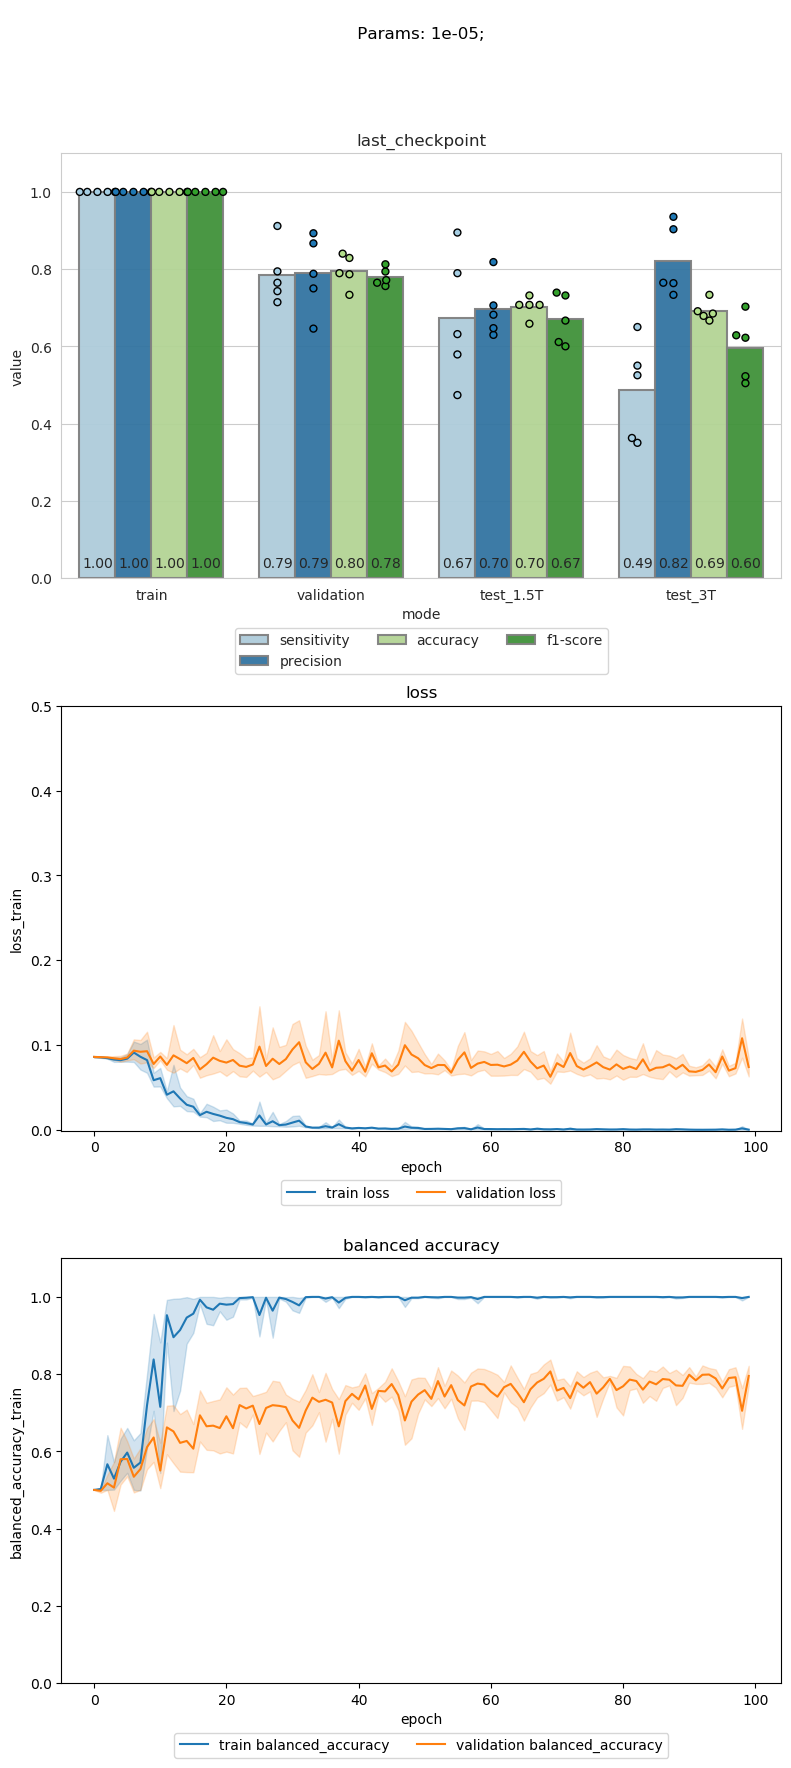 Params: 1e-05;
last_checkpoint
1.0
0.8
0.6
0.4
0.2
0.0
value
1.00 1.00 1.00 1.00 0.79 0.79 0.80 0.78 0.67 0.70 0.70 0.67 0.49 0.82 0.69 0.60
train validation test_1.5T test_3T
mode
sensitivity accuracy f1-score
precision
loss
0.5
0.4
0.3
0.2
0.1
0.0
loss_train
0 20 40 60 80 100
epoch
train loss validation loss
balanced accuracy
1.0
0.8
0.6
0.4
0.2
0.0
balanced_accuracy_train
0 20 40 60 80 100
epoch
train balanced_accuracy validation balanced_accuracy